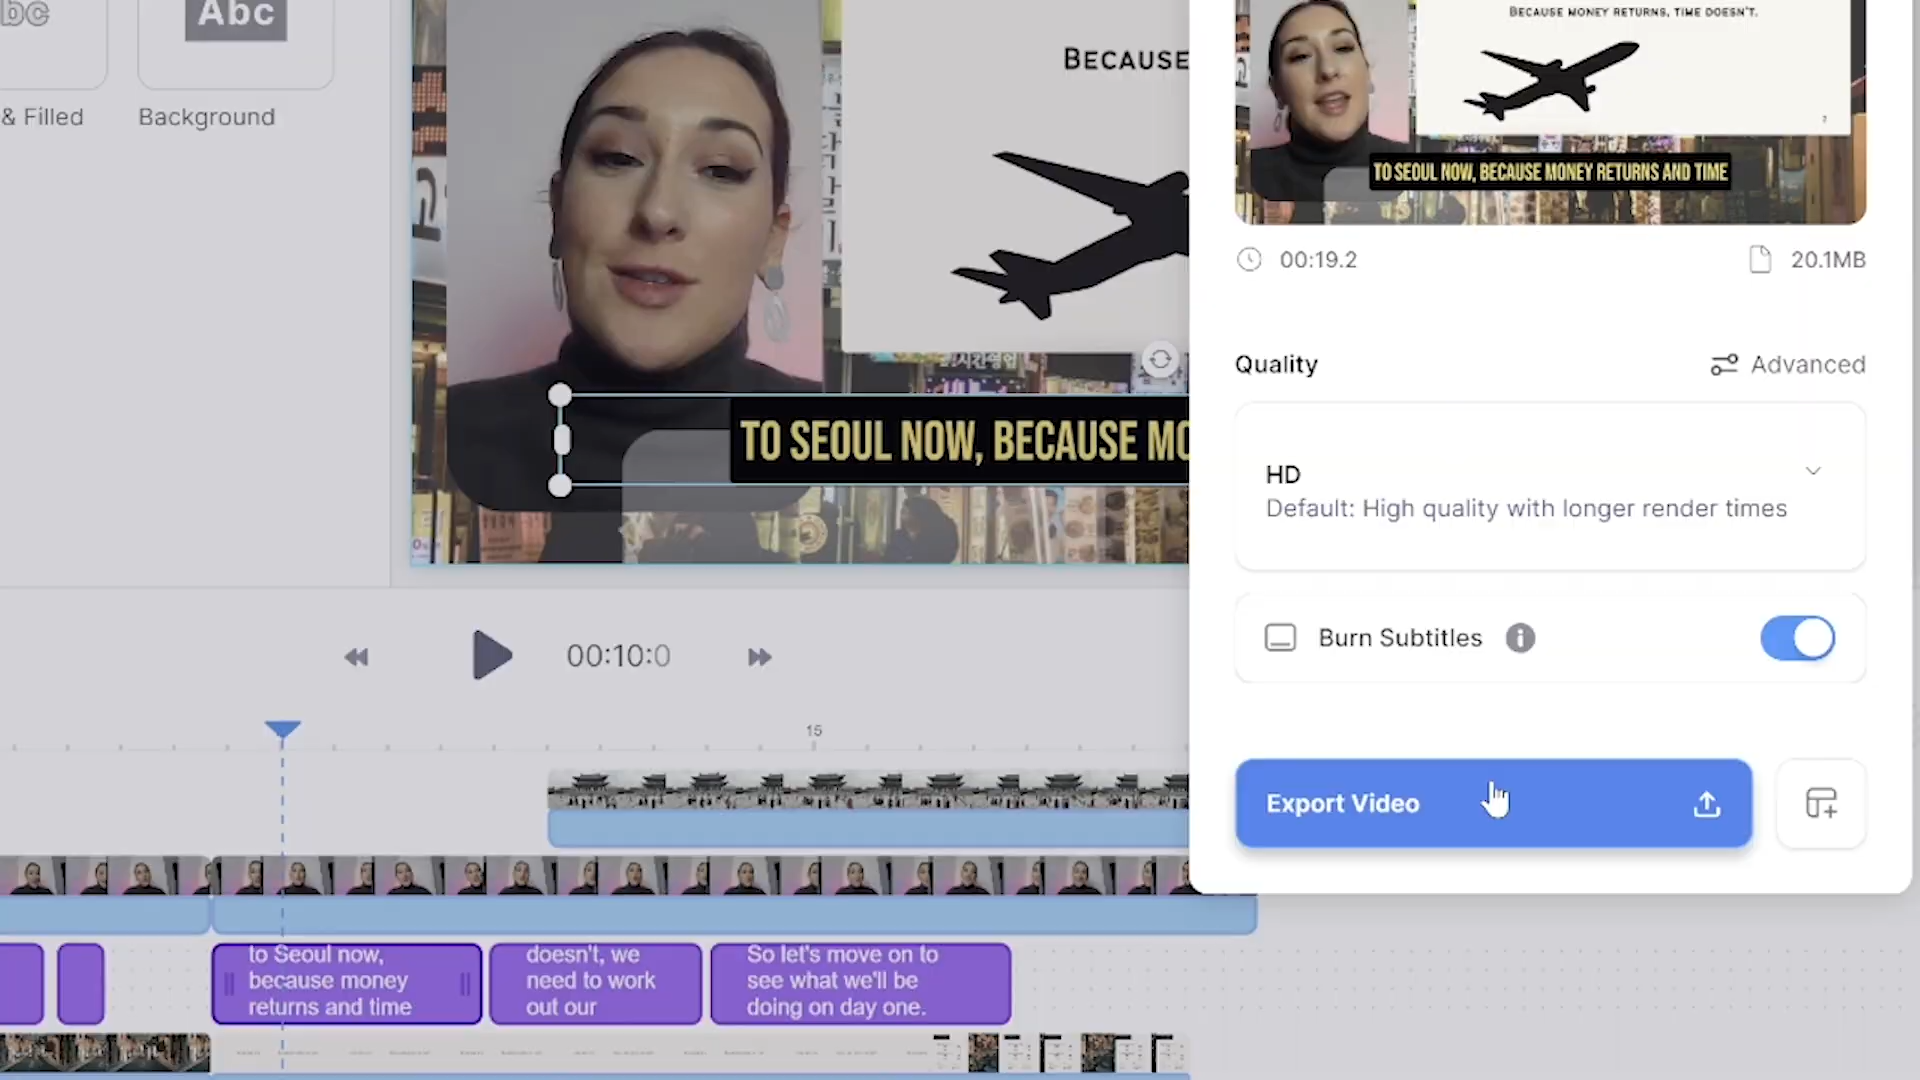 bc
Abc
& Filled
Background
BECAUSE
TO SEOUL NOW, BECAUSE MO
BECAUSE MONEY RETURNS, TIME DOESN'T.
TO SEOUL NOW, BECAUSE MONEY RETURNS AND TIME
00:19.2
20.1MB
Quality
Advanced
HD
Default: High quality with longer render times
Burn Subtitles
Export Video
00:10:0
15
to Seoul now,
because money
returns and time
doesn't, we
need to work
out our
So let's move on to
see what we'll be
doing on day one.